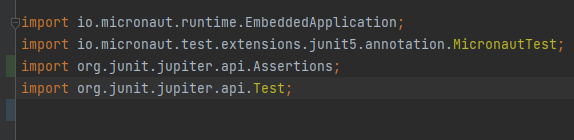 import io.micronaut.runtime.EmbeddedApplication;
import io.micronaut.test.extensions.junit5.annotation.MicronautTest;
import org.junit.jupiter.api.Assertions;
import org.junit.jupiter.api.Test;